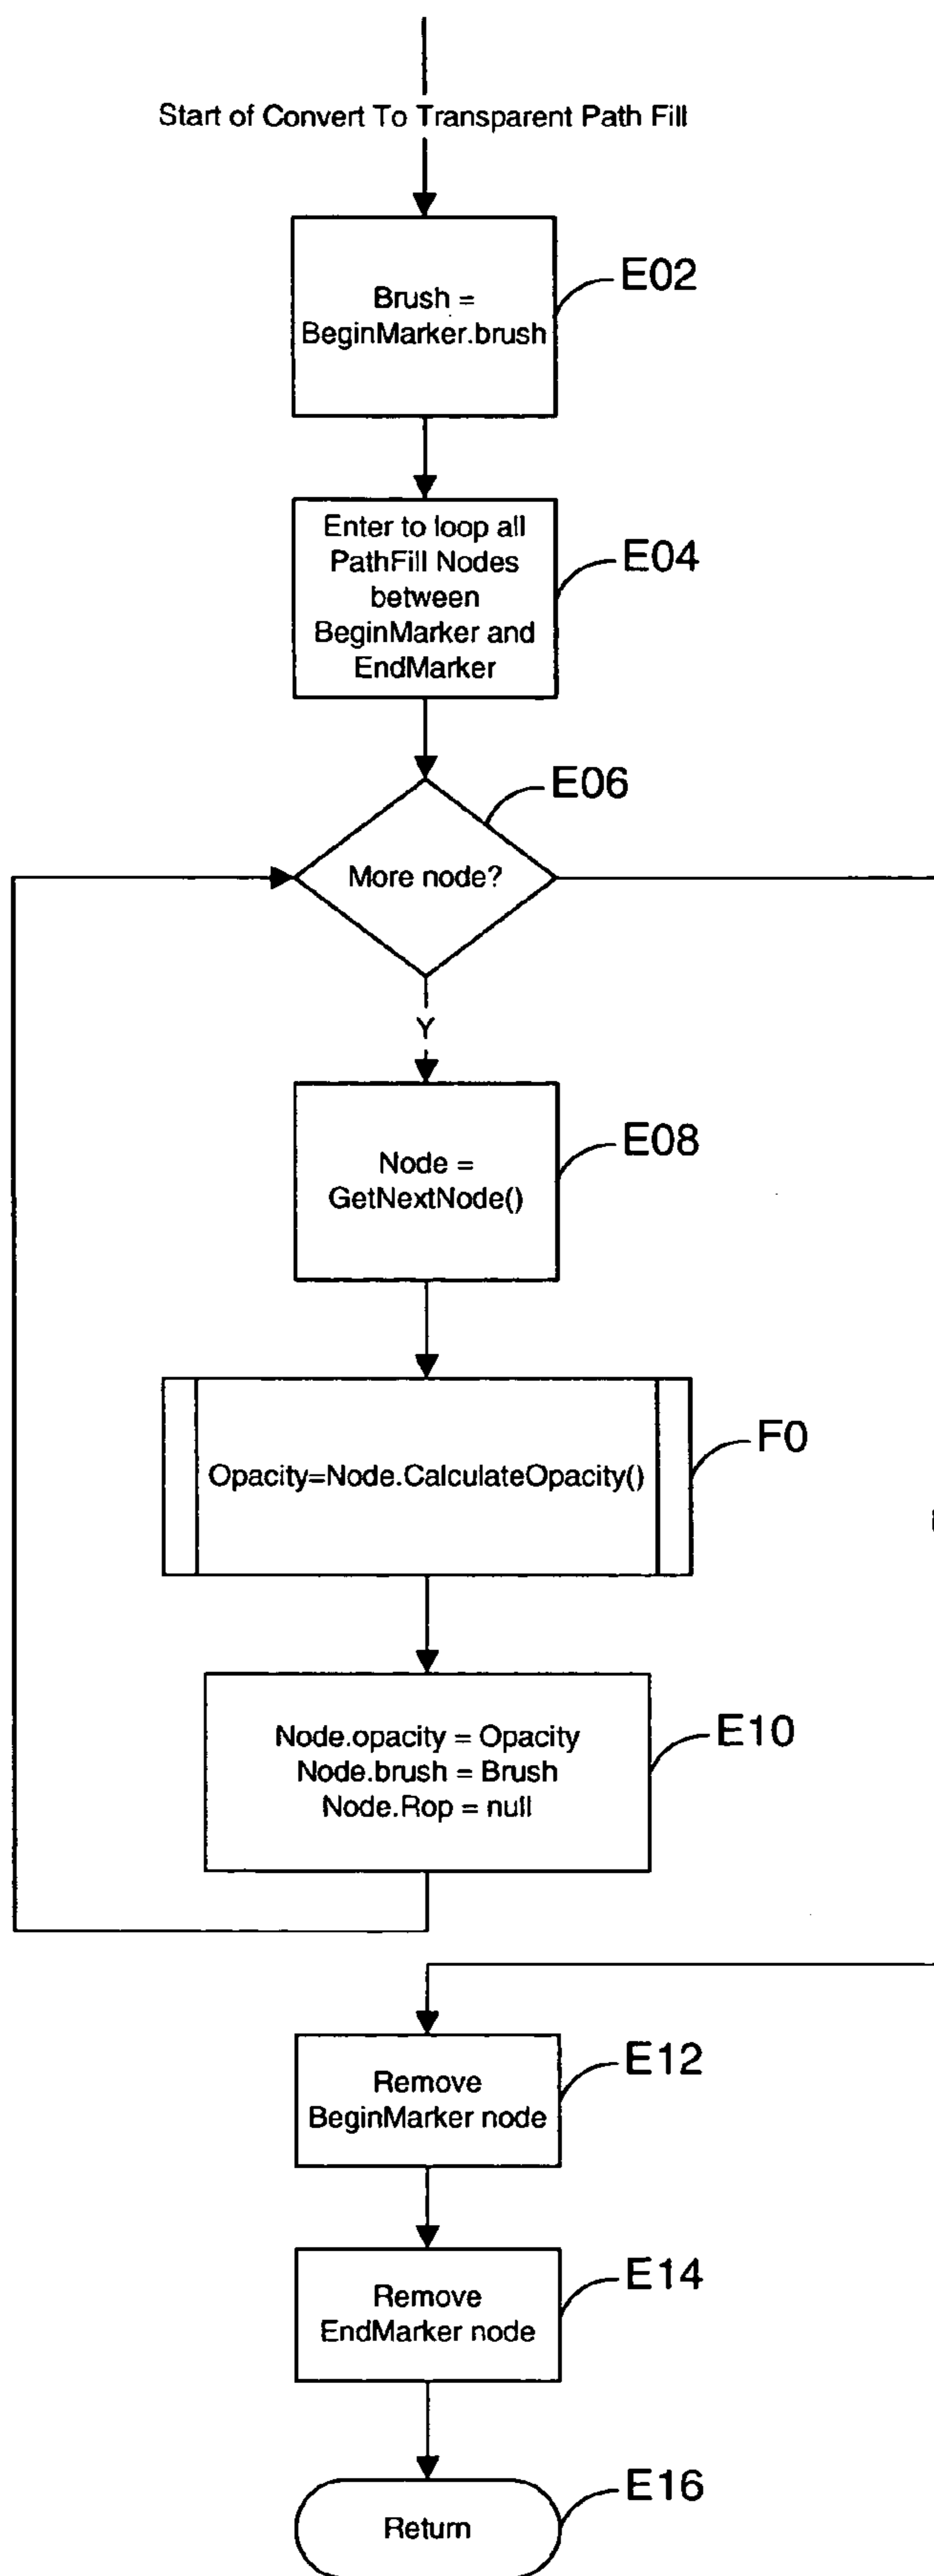 Start of Convert To Transparent Path Fill
Brush =
BeginMarker.brush
E02
Enter to loop all
PathFill Nodes
between
BeginMarker and
EndMarker
E04
More node?
E06
Y
Node =
GetNextNode()
E08
Opacity=Node.CalculateOpacity()
F0
Node.opacity = Opacity
Node.brush = Brush
Node.Rop = null
E10
Remove
BeginMarker node
E12
Remove
EndMarker node
E14
Return
E16